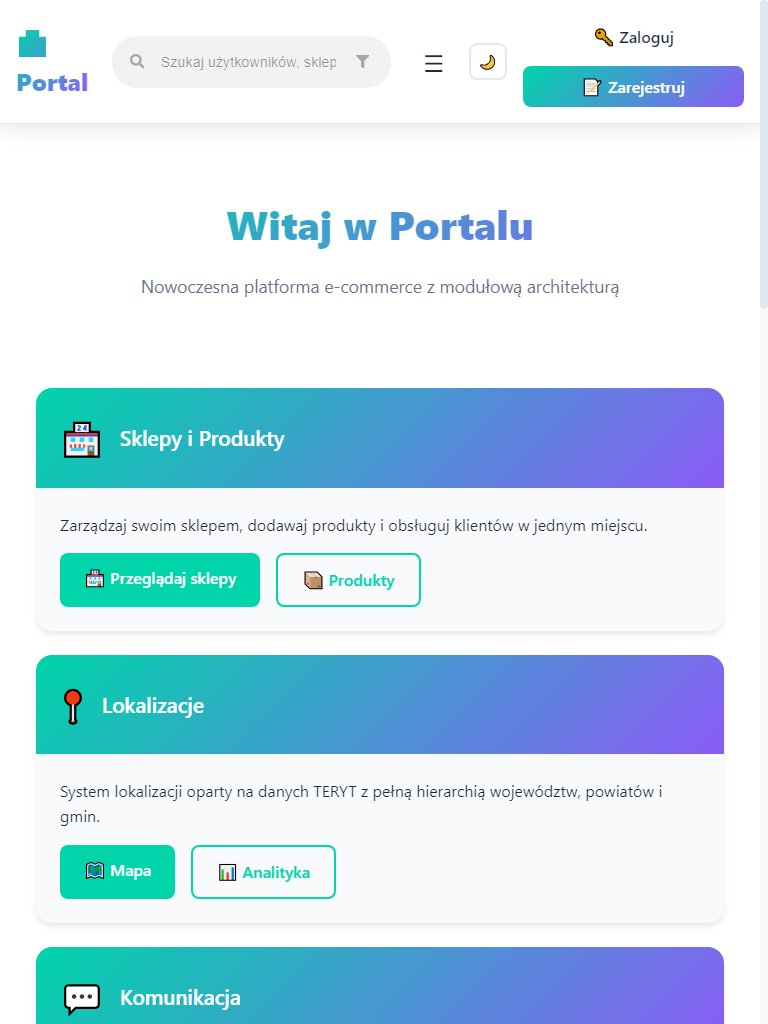 Portal
Szukaj użytkowników, sklep
Zaloguj
Zarejestruj
Witaj w Portalu
Nowoczesna platforma e-commerce z modułową architekturą
24
Sklepy i Produkty
Zarządzaj swoim sklepem, dodawaj produkty i obsługuj klientów w jednym miejscu.
Przeglądaj sklepy
Produkty
Lokalizacje
System lokalizacji oparty na danych TERYT z pełną hierarchią województw, powiatów i
gmin.
Mapa
Analityka
Komunikacja